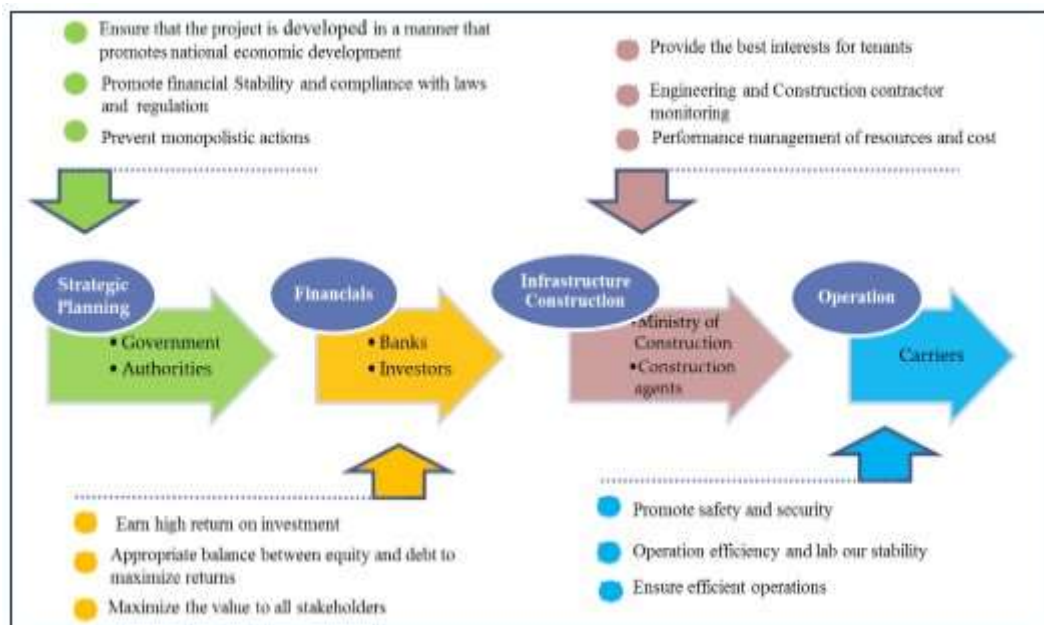 Ensure that the project is developed in a manner that
promotes national economic development
Promote financial Stability and compliance with laws
and regulation
Prevent monopolistic actions
Provide the best interests for tenants
Engineering and Construction contractor
monitoring
Performance management of resources and cost
Strategic
Planning
• Government
• Authorities
Financials
• Banks
• Investors
Infrastructure
Construction
•Ministry of
Construction
•Construction
agents
Operation
Carriers
Earn high return on investment
Appropriate balance between equity and debt to
maximize returns
Maximize the value to all stakeholders
Promote safety and security
Operation efficiency and lab our stability
Ensure efficient operations